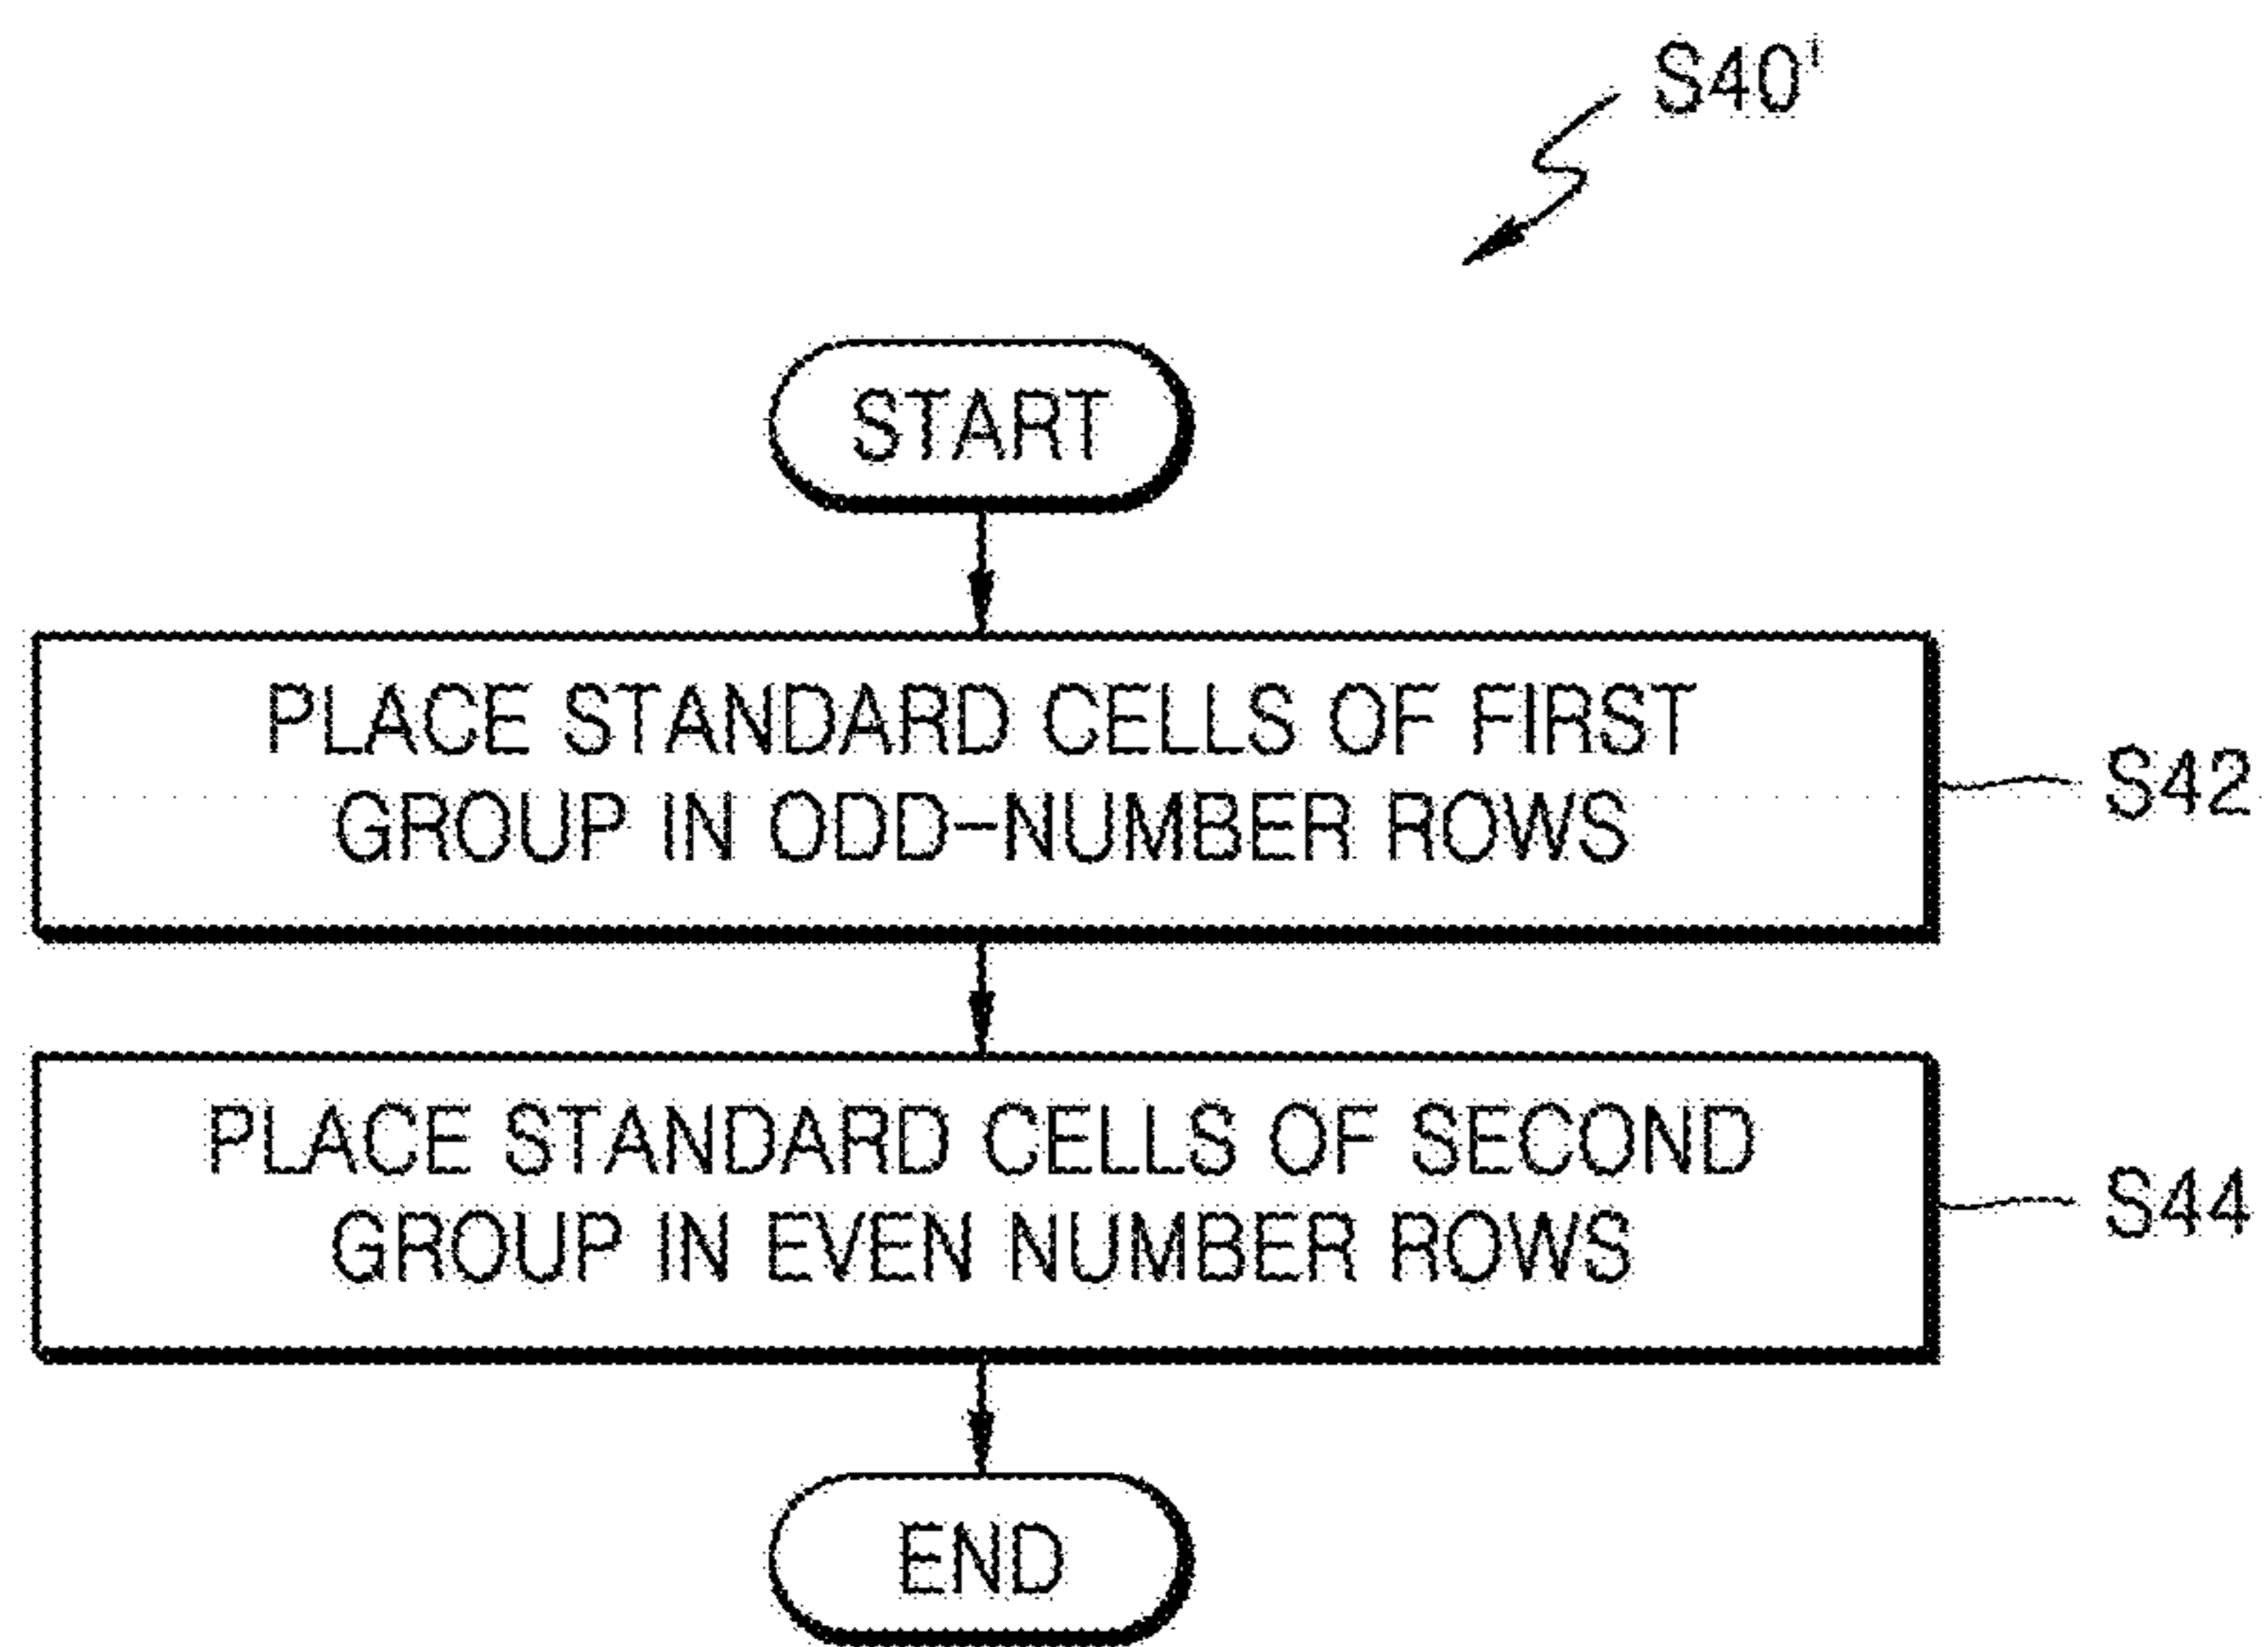 S40'
START
PLACE STANDARD CELLS OF FIRST
GROUP IN ODD-NUMBER ROWS
S42
PLACE STANDARD CELLS OF SECOND
GROUP IN EVEN NUMBER ROWS
S44
END